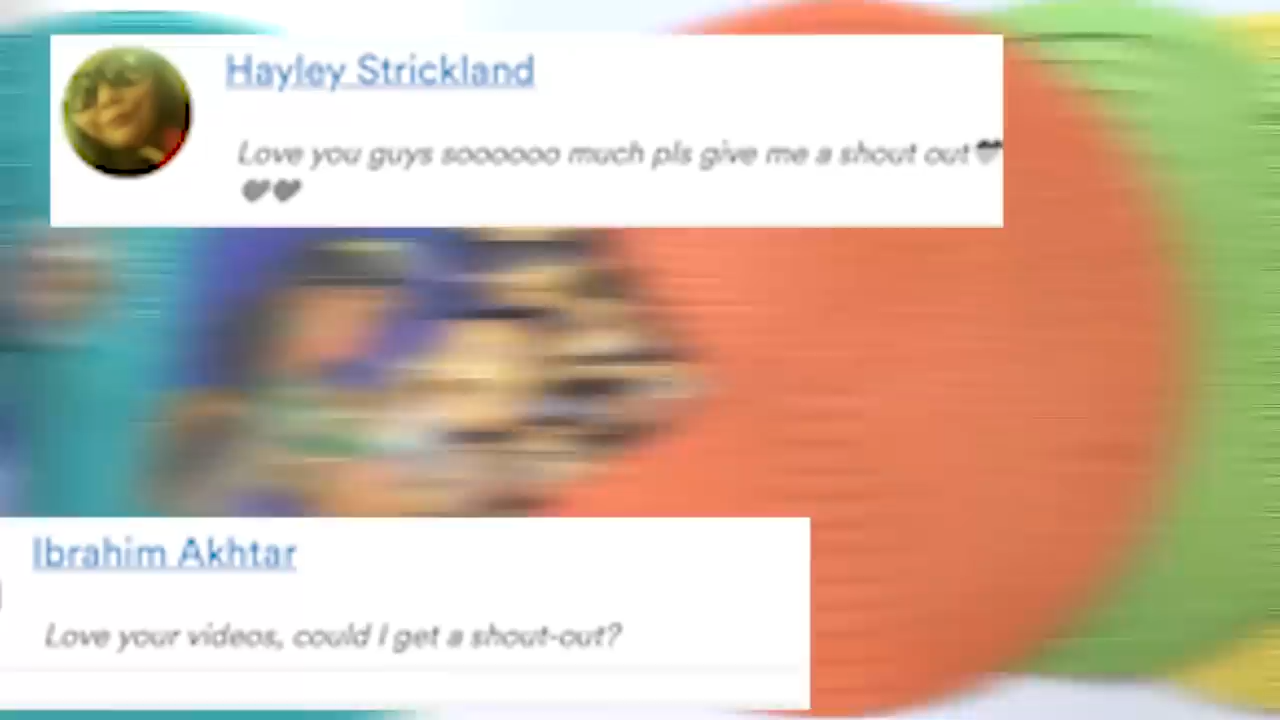 Hayley Strickland
Love you guys soooooo much pls give me a shout out🖤
🖤🖤
Ibrahim Akhtar
Love your videos, could I get a shout-out?